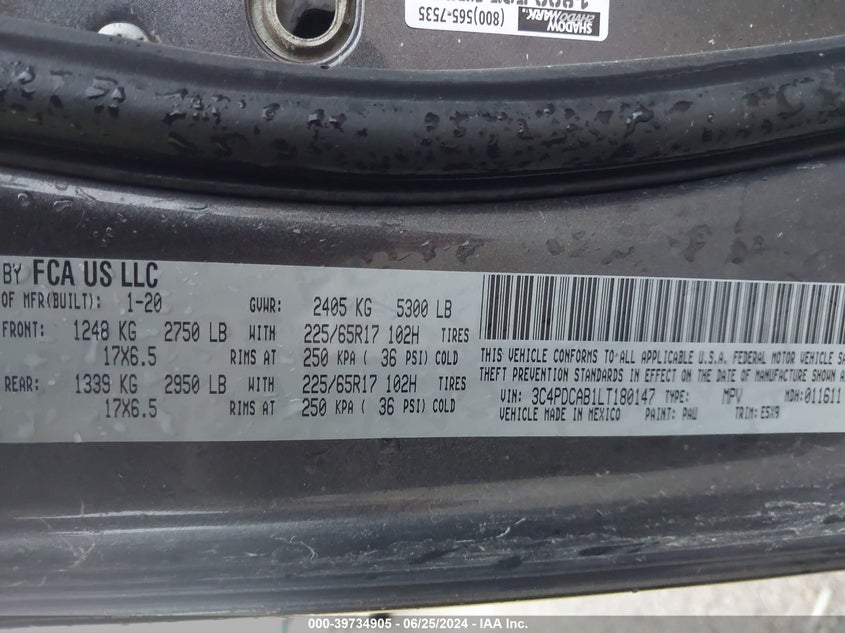 SHADOW
MARK.
(800)565-7535
BY FCA US LLC
OF MFR(BUILT): 1-20 GVWR: 2405 KG 5300 LB
FRONT: 1248 KG 2750 LB WITH 225/65R17 102H TIRES
17X6.5 RIMS AT 250 KPA ( 36 PSI) COLD
REAR: 1339 KG 2950 LB WITH 225/65R17 102H TIRES
17X6.5 RIMS AT 250 KPA ( 36 PSI) COLD
THIS VEHICLE CONFORMS TO ALL APPLICABLE U.S.A. FEDERAL MOTOR VEHICLE SA
THEFT PREVENTION STANDARDS IN EFFECT ON THE DATE OF MANUFACTURE SHOWN AB
VIN: 3C4PDCAB1LT180147 TYPE: MPV MDH:011611
VEHICLE MADE IN MEXICO PAINT: PAU TRIM: E5X9
000-39734905 - 06/25/2024 - IAA Inc.